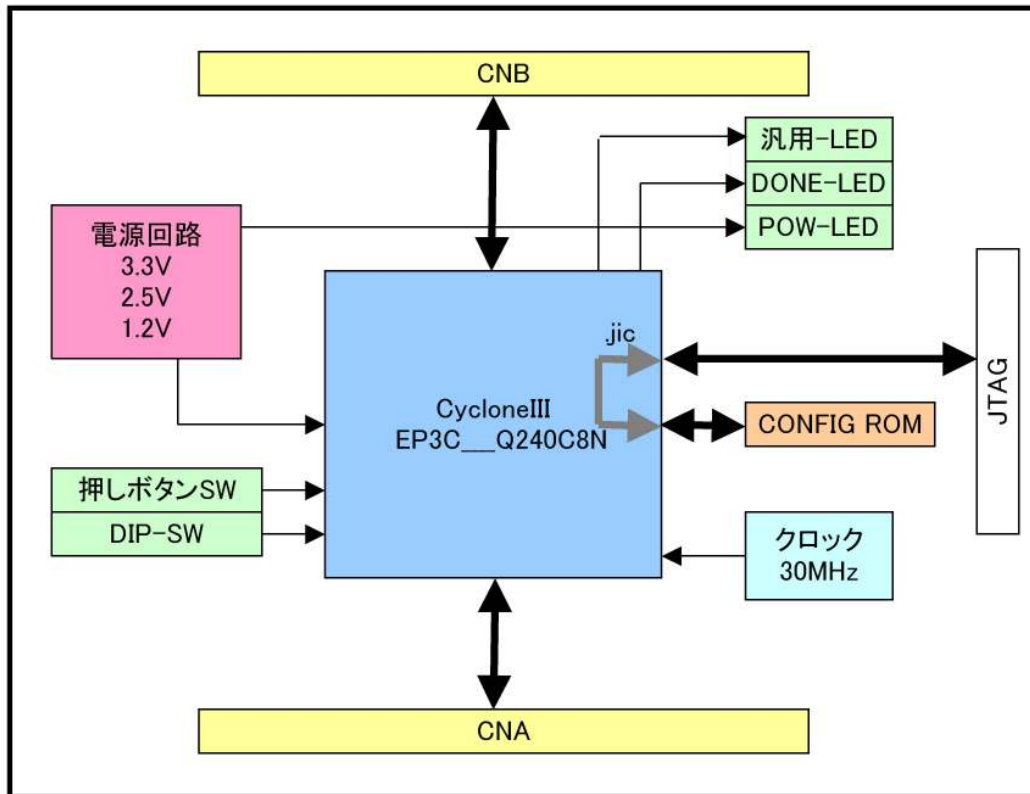 CNB
汎用-LED
DONE-LED
POW-LED
電源回路
3.3V
2.5V
1.2V
.jic
CycloneIII
EP3C___Q240C8N
JTAG
CONFIG ROM
押しボタンSW
DIP-SW
クロック
30MHz
CNA